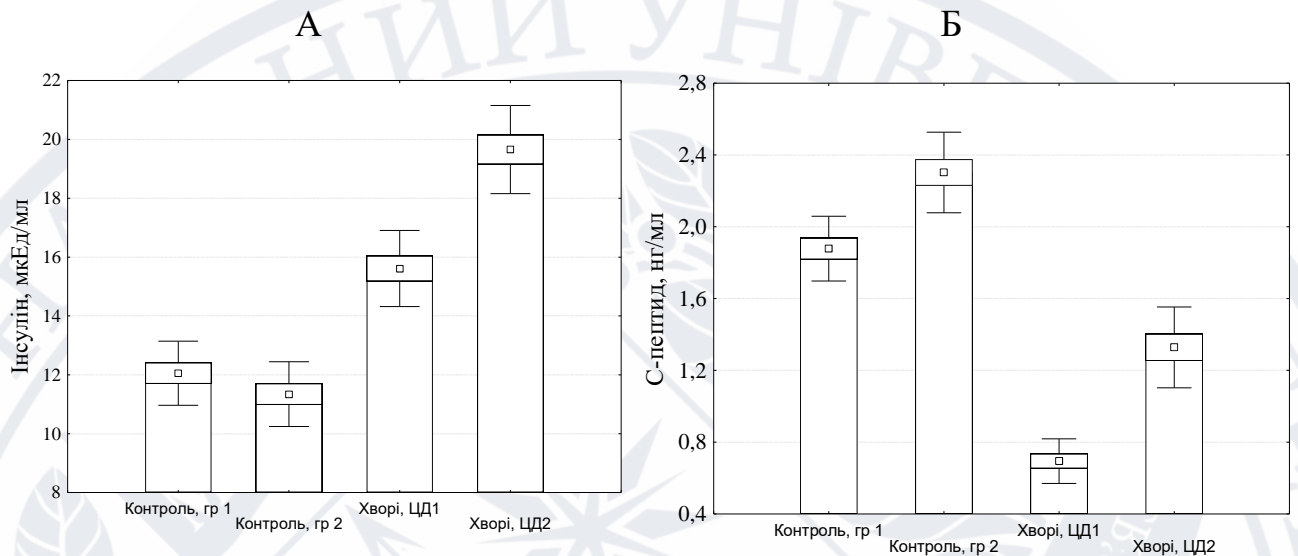 А
Інсулін, мкЕд/мл
22
20
18
16
14
12
10
8
Контроль, гр 1
Контроль, гр 2
Хворі, ЦД1
Хворі, ЦД2
Б
С-пептид, нг/мл
2,8
2,4
2,0
1,6
1,2
0,8
0,4
Контроль, гр 1
Контроль, гр 2
Хворі, ЦД1
Хворі, ЦД2
НИЙ УНІВЕ